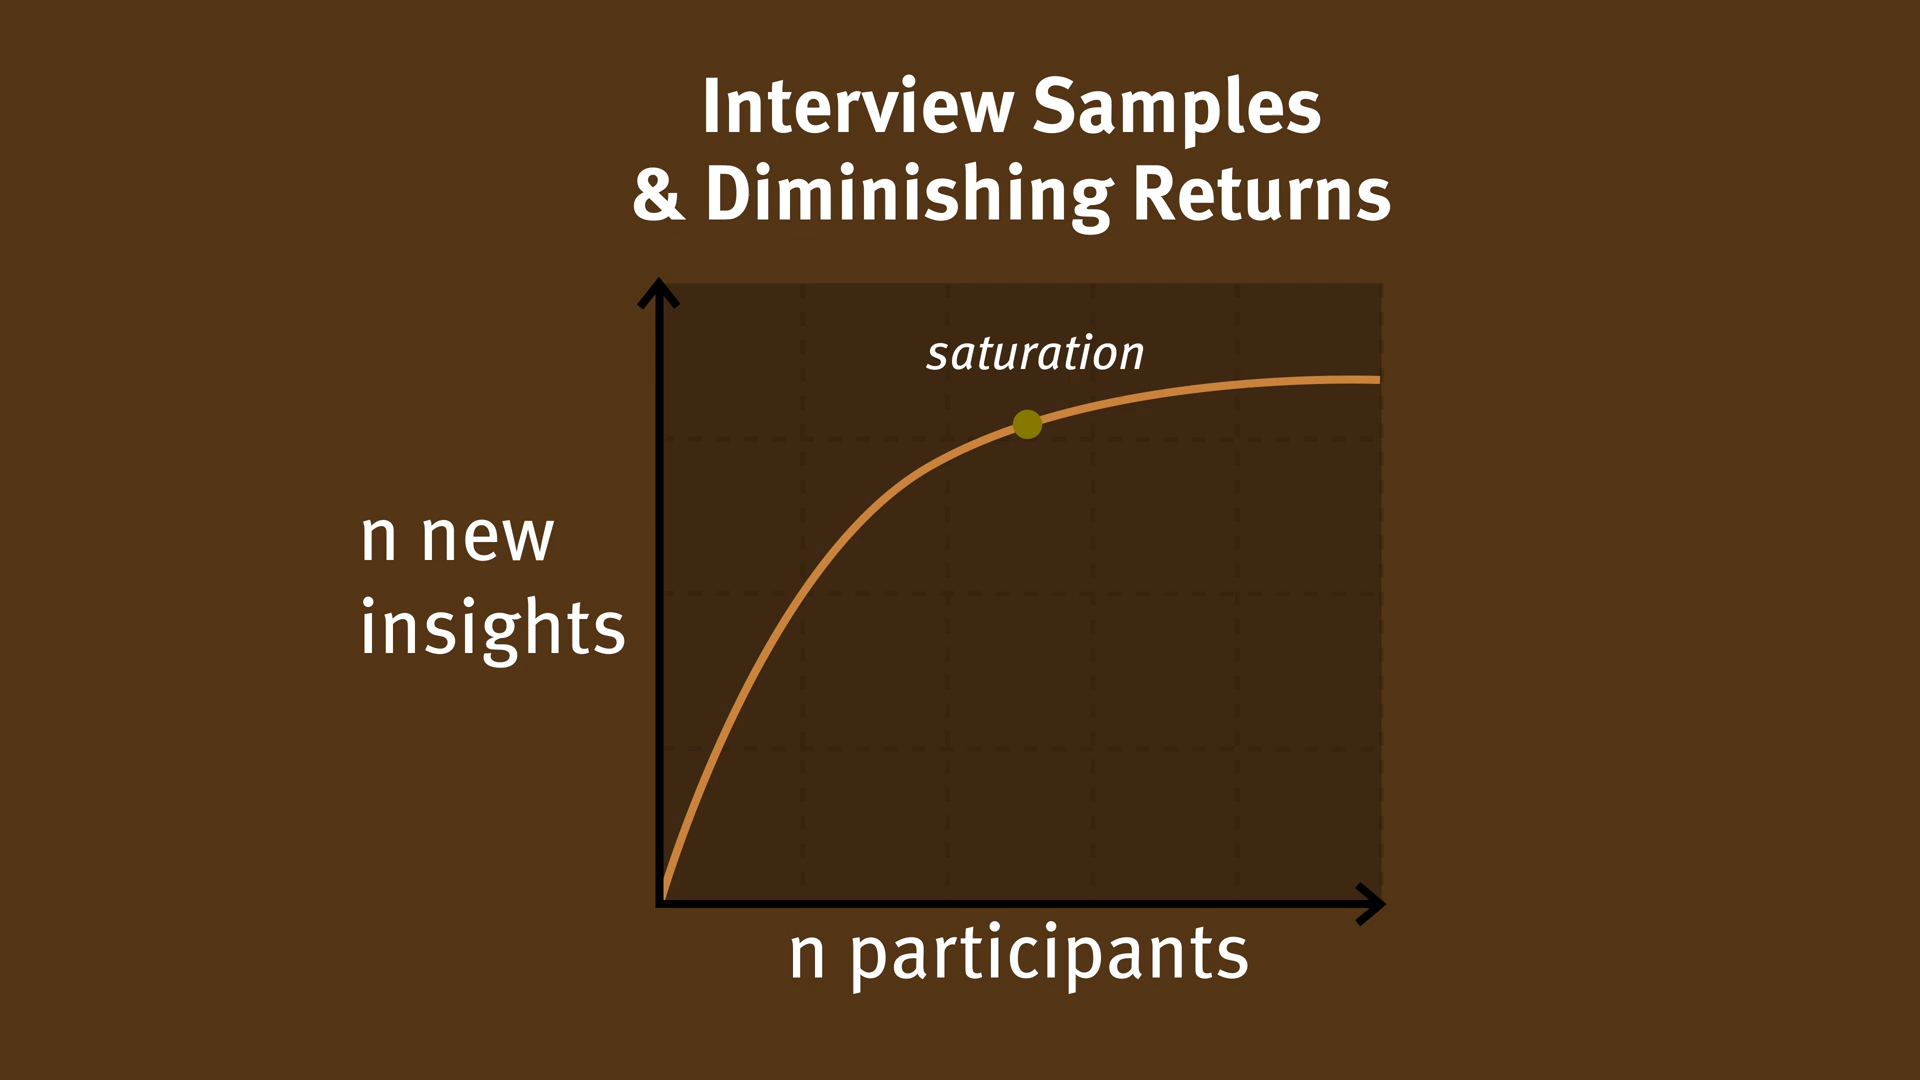 Interview Samples
& Diminishing Returns
saturation
n new
insights
n participants